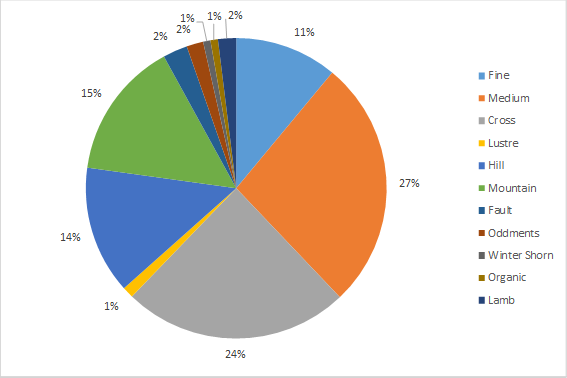 1%
1%
2%
2%
2%
11%
15%
27%
14%
1%
24%
Fine
Medium
Cross
Lustre
Hill
Mountain
Fault
Oddments
Winter Shorn
Organic
Lamb